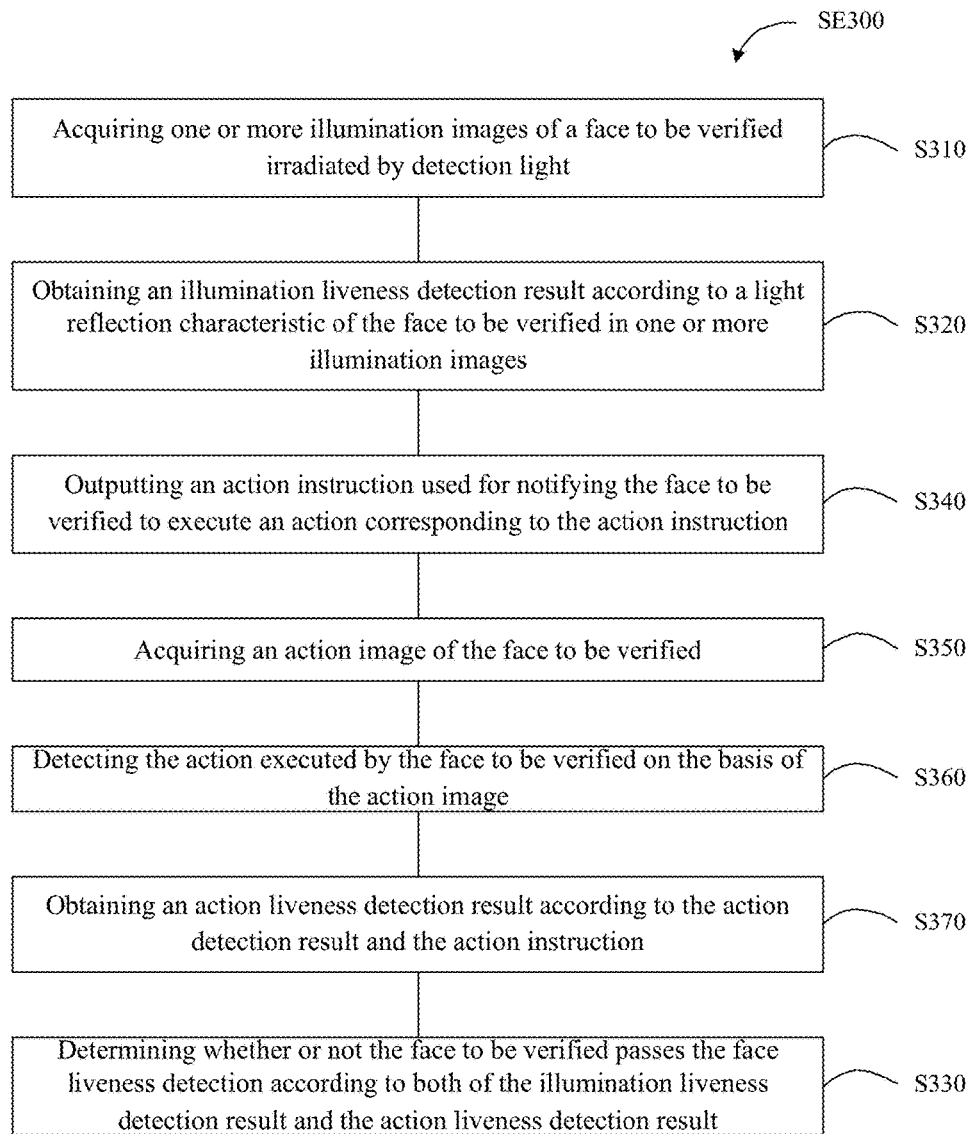 SE300
Acquiring one or more illumination images of a face to be verified
irradiated by detection light
S310
Obtaining an illumination liveness detection result according to a light
reflection characteristic of the face to be verified in one or more
illumination images
S320
Outputting an action instruction used for notifying the face to be
verified to execute an action corresponding to the action instruction
S340
Acquiring an action image of the face to be verified
S350
Detecting the action executed by the face to be verified on the basis of
the action image
S360
Obtaining an action liveness detection result according to the action
detection result and the action instruction
S370
Determining whether or not the face to be verified passes the face
liveness detection according to both of the illumination liveness
detection result and the action liveness detection result
S330